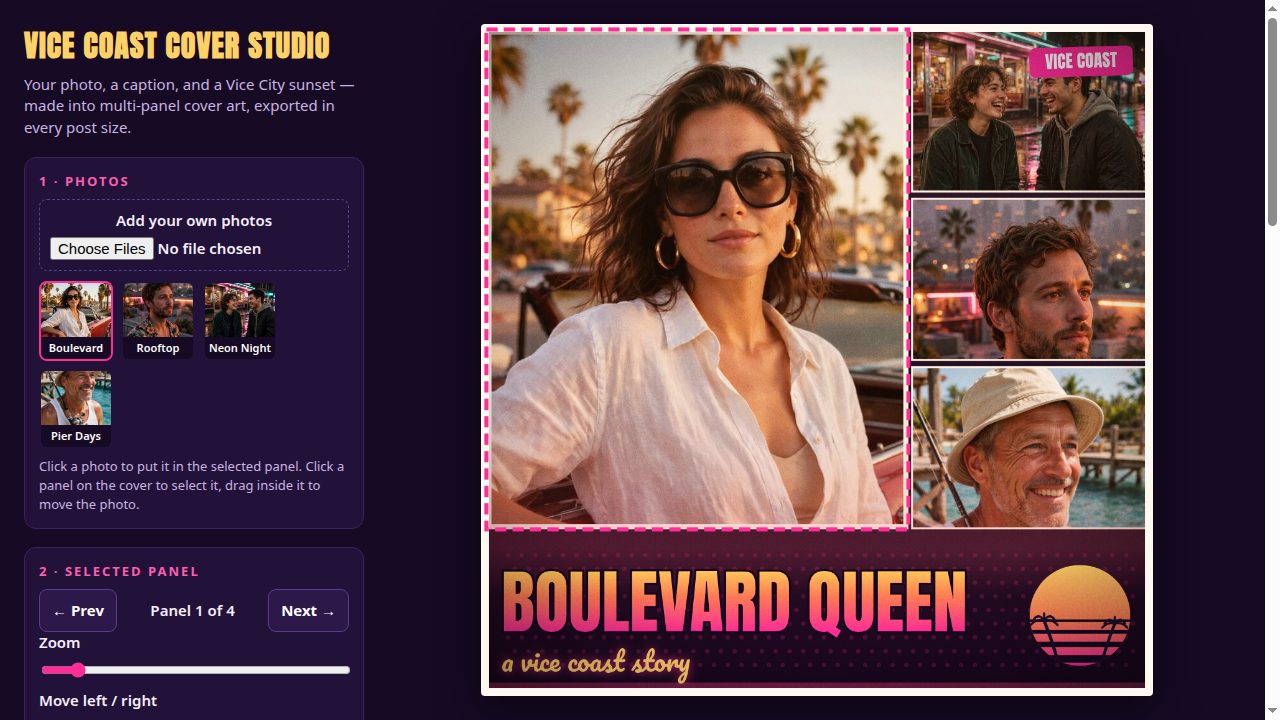 VICE COAST COVER STUDIO
Your photo, a caption, and a Vice City sunset —
made into multi-panel cover art, exported in
every post size.
1 · PHOTOS
Add your own photos
Choose Files No file chosen
Boulevard
Rooftop
Neon Night
Pier Days
Click a photo to put it in the selected panel. Click a
panel on the cover to select it, drag inside it to
move the photo.
2 · SELECTED PANEL
← Prev
Panel 1 of 4
Next →
Zoom
Move left / right
VICE COAST
BOULEVARD QUEEN
a vice coast story